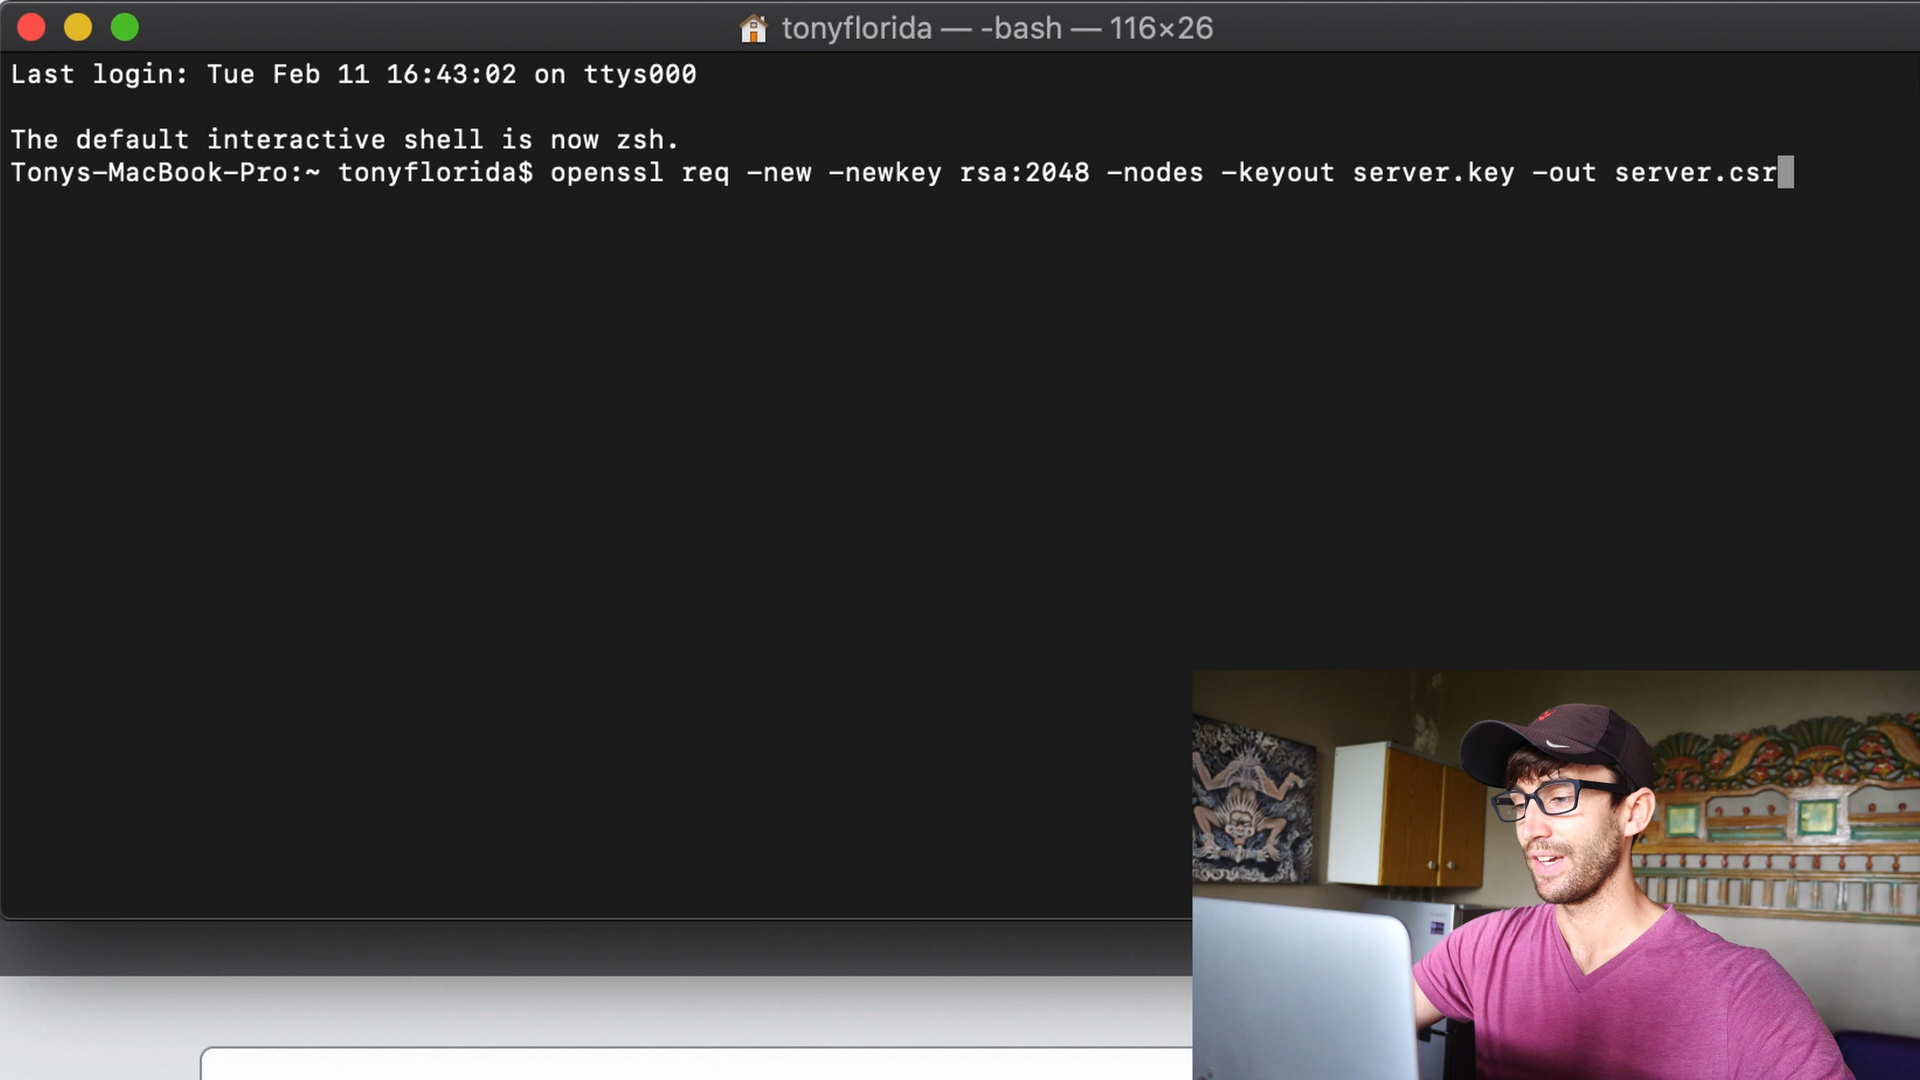 tonyflorida — -bash — 116×26
Last login: Tue Feb 11 16:43:02 on ttys000
The default interactive shell is now zsh.
Tonys-MacBook-Pro:~ tonyflorida$ openssl req -new -newkey rsa:2048 -nodes -keyout server.key -out server.csr